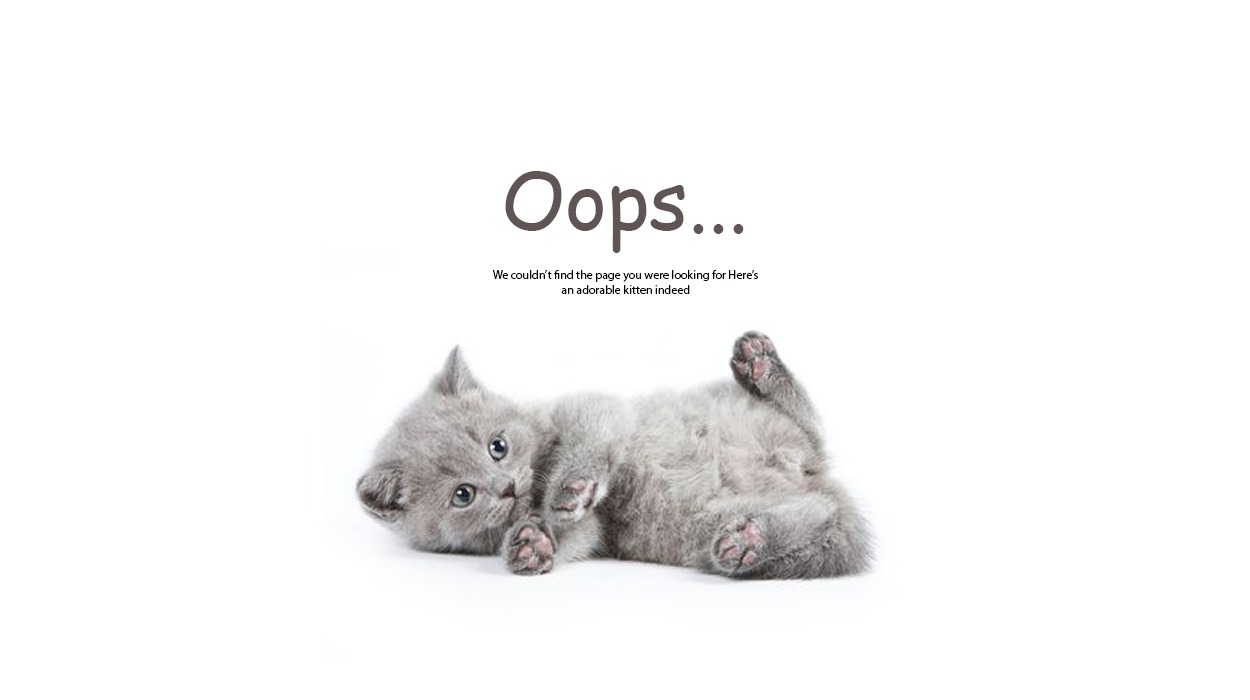 Oops...
We couldn’t find the page you were looking for Here’s
an adorable kitten indeed